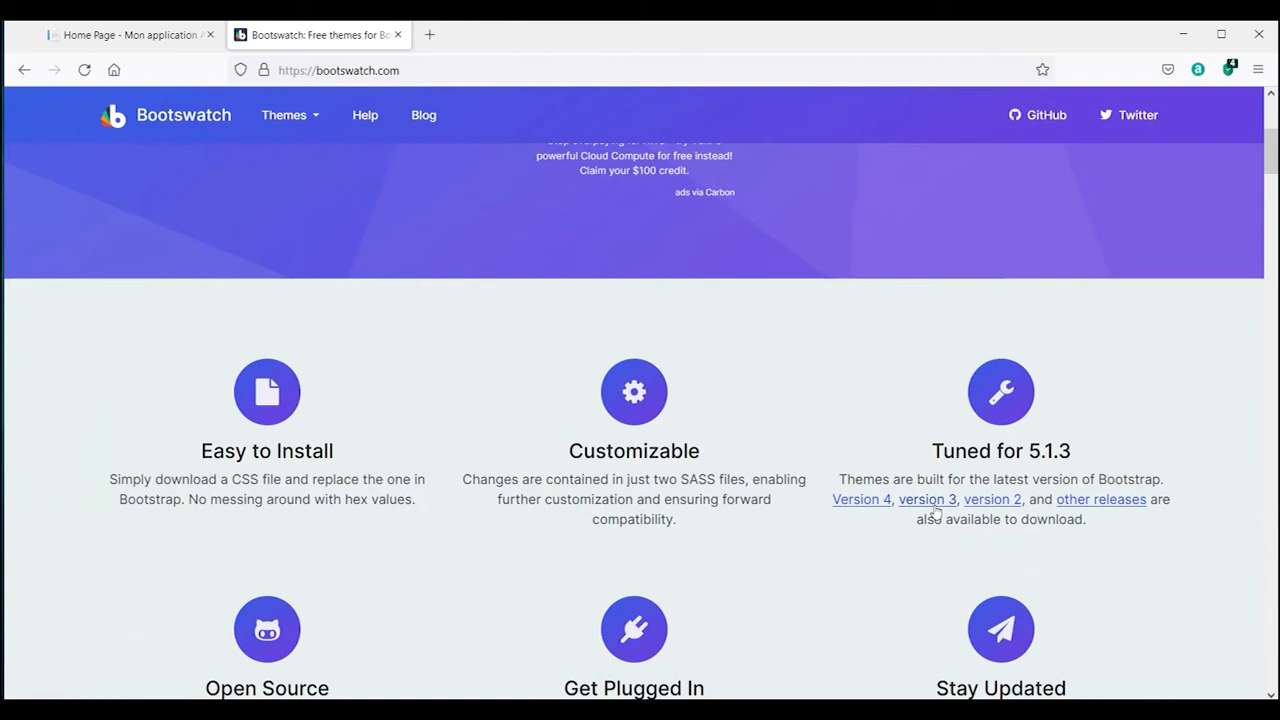 Home Page - Mon application A
Bootswatch: Free themes for Bo
https://bootswatch.com
4
Bootswatch
Themes
Help
Blog
GitHub
Twitter
powerful Cloud Compute for free instead!
Claim your $100 credit.
ads via Carbon
Easy to Install
Simply download a CSS file and replace the one in
Bootstrap. No messing around with hex values.
Customizable
Changes are contained in just two SASS files, enabling
further customization and ensuring forward
compatibility.
Tuned for 5.1.3
Themes are built for the latest version of Bootstrap.
Version 4, version 3, version 2, and other releases are
also available to download.
Open Source
Get Plugged In
Stay Updated